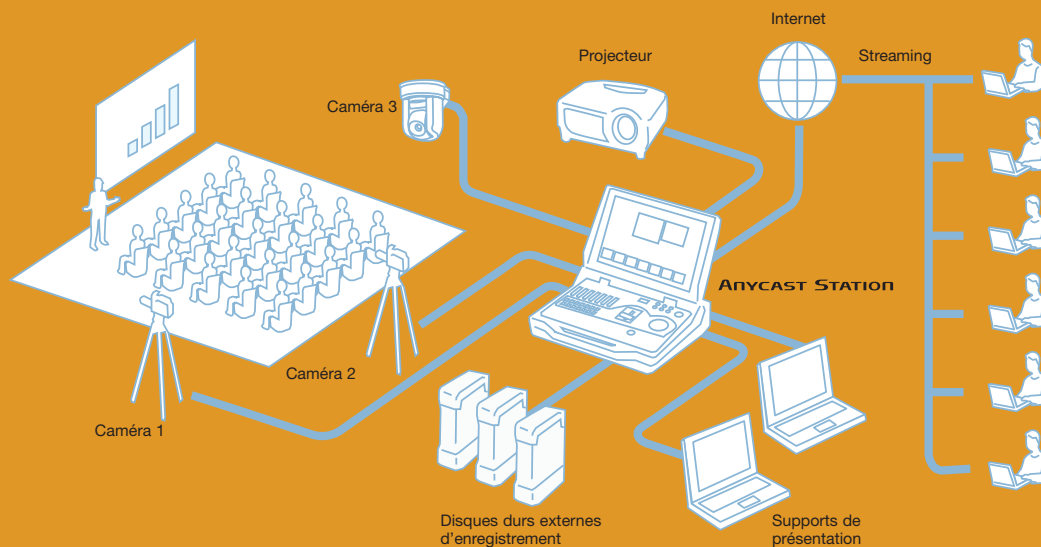 Internet
Projecteur
Streaming
Caméra 3
ANYCAST STATION
Caméra 2
Caméra 1
Disques durs externes
d'enregistrement
Supports de
présentation